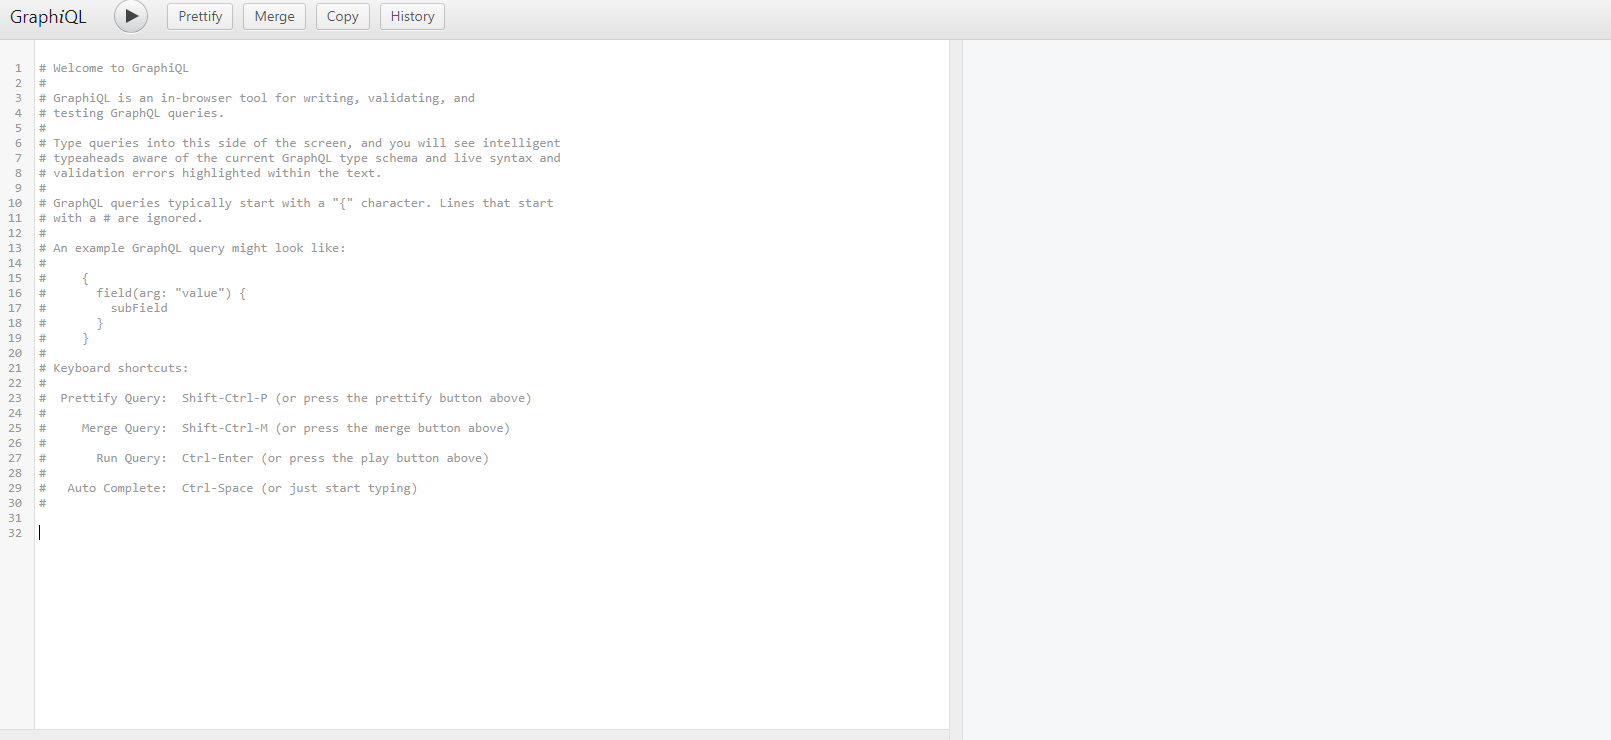 GraphiQL Prettify Merge Copy History
1 # Welcome to GraphiQL
2 #
3 # GraphiQL is an in-browser tool for writing, validating, and
4 # testing GraphQL queries.
5 #
6 # Type queries into this side of the screen, and you will see intelligent
7 # typeaheads aware of the current GraphQL type schema and live syntax and
8 # validation errors highlighted within the text.
9 #
10 # GraphQL queries typically start with a "{" character. Lines that start
11 # with a # are ignored.
12 #
13 # An example GraphQL query might look like:
14 #
15 #     {
16 #       field(arg: "value") {
17 #         subField
18 #       }
19 #     }
20 #
21 # Keyboard shortcuts:
22 #
23 #  Prettify Query:  Shift-Ctrl-P (or press the prettify button above)
24 #
25 #     Merge Query:  Shift-Ctrl-M (or press the merge button above)
26 #
27 #       Run Query:  Ctrl-Enter (or press the play button above)
28 #
29 #   Auto Complete:  Ctrl-Space (or just start typing)
30 #
31
32